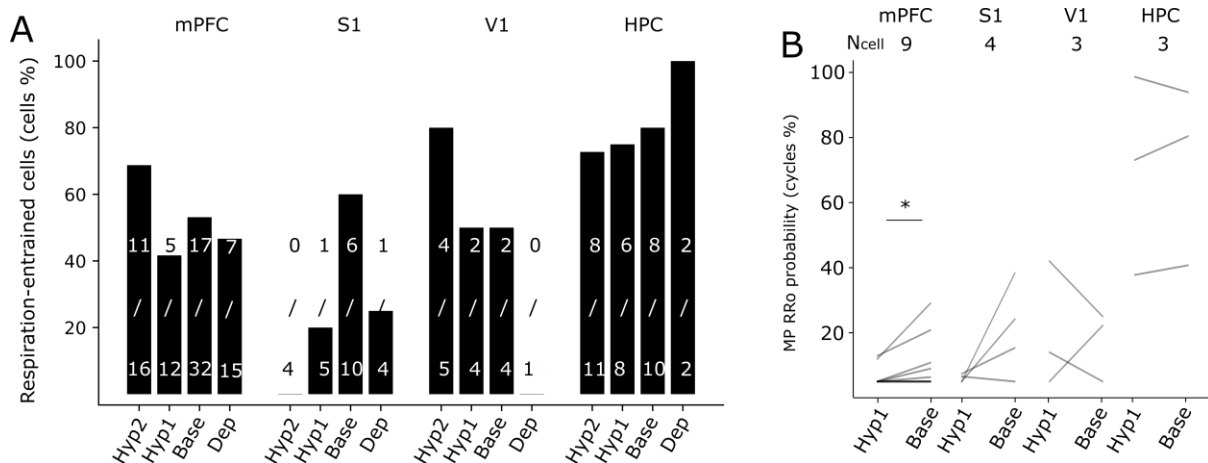 A
mPFC S1 V1 HPC
Respiration-entrained cells (cells %)
100
80
60
40
20
11 5 17 7 0 1 6 1 4 2 2 0 8 6 8 2
/ / / / / / / / / / / / / / / /
16 12 32 15 4 5 10 4 5 4 4 1 11 8 10 2
Hyp2 Hyp1 Base Dep Hyp2 Hyp1 Base Dep Hyp2 Hyp1 Base Dep Hyp2 Hyp1 Base Dep
B
mPFC S1 V1 HPC
Ncell 9 4 3 3
MP RRo probability (cycles %)
100
80
60
40
20
*
Hyp1 Base Hyp1 Base Hyp1 Base Hyp1 Base